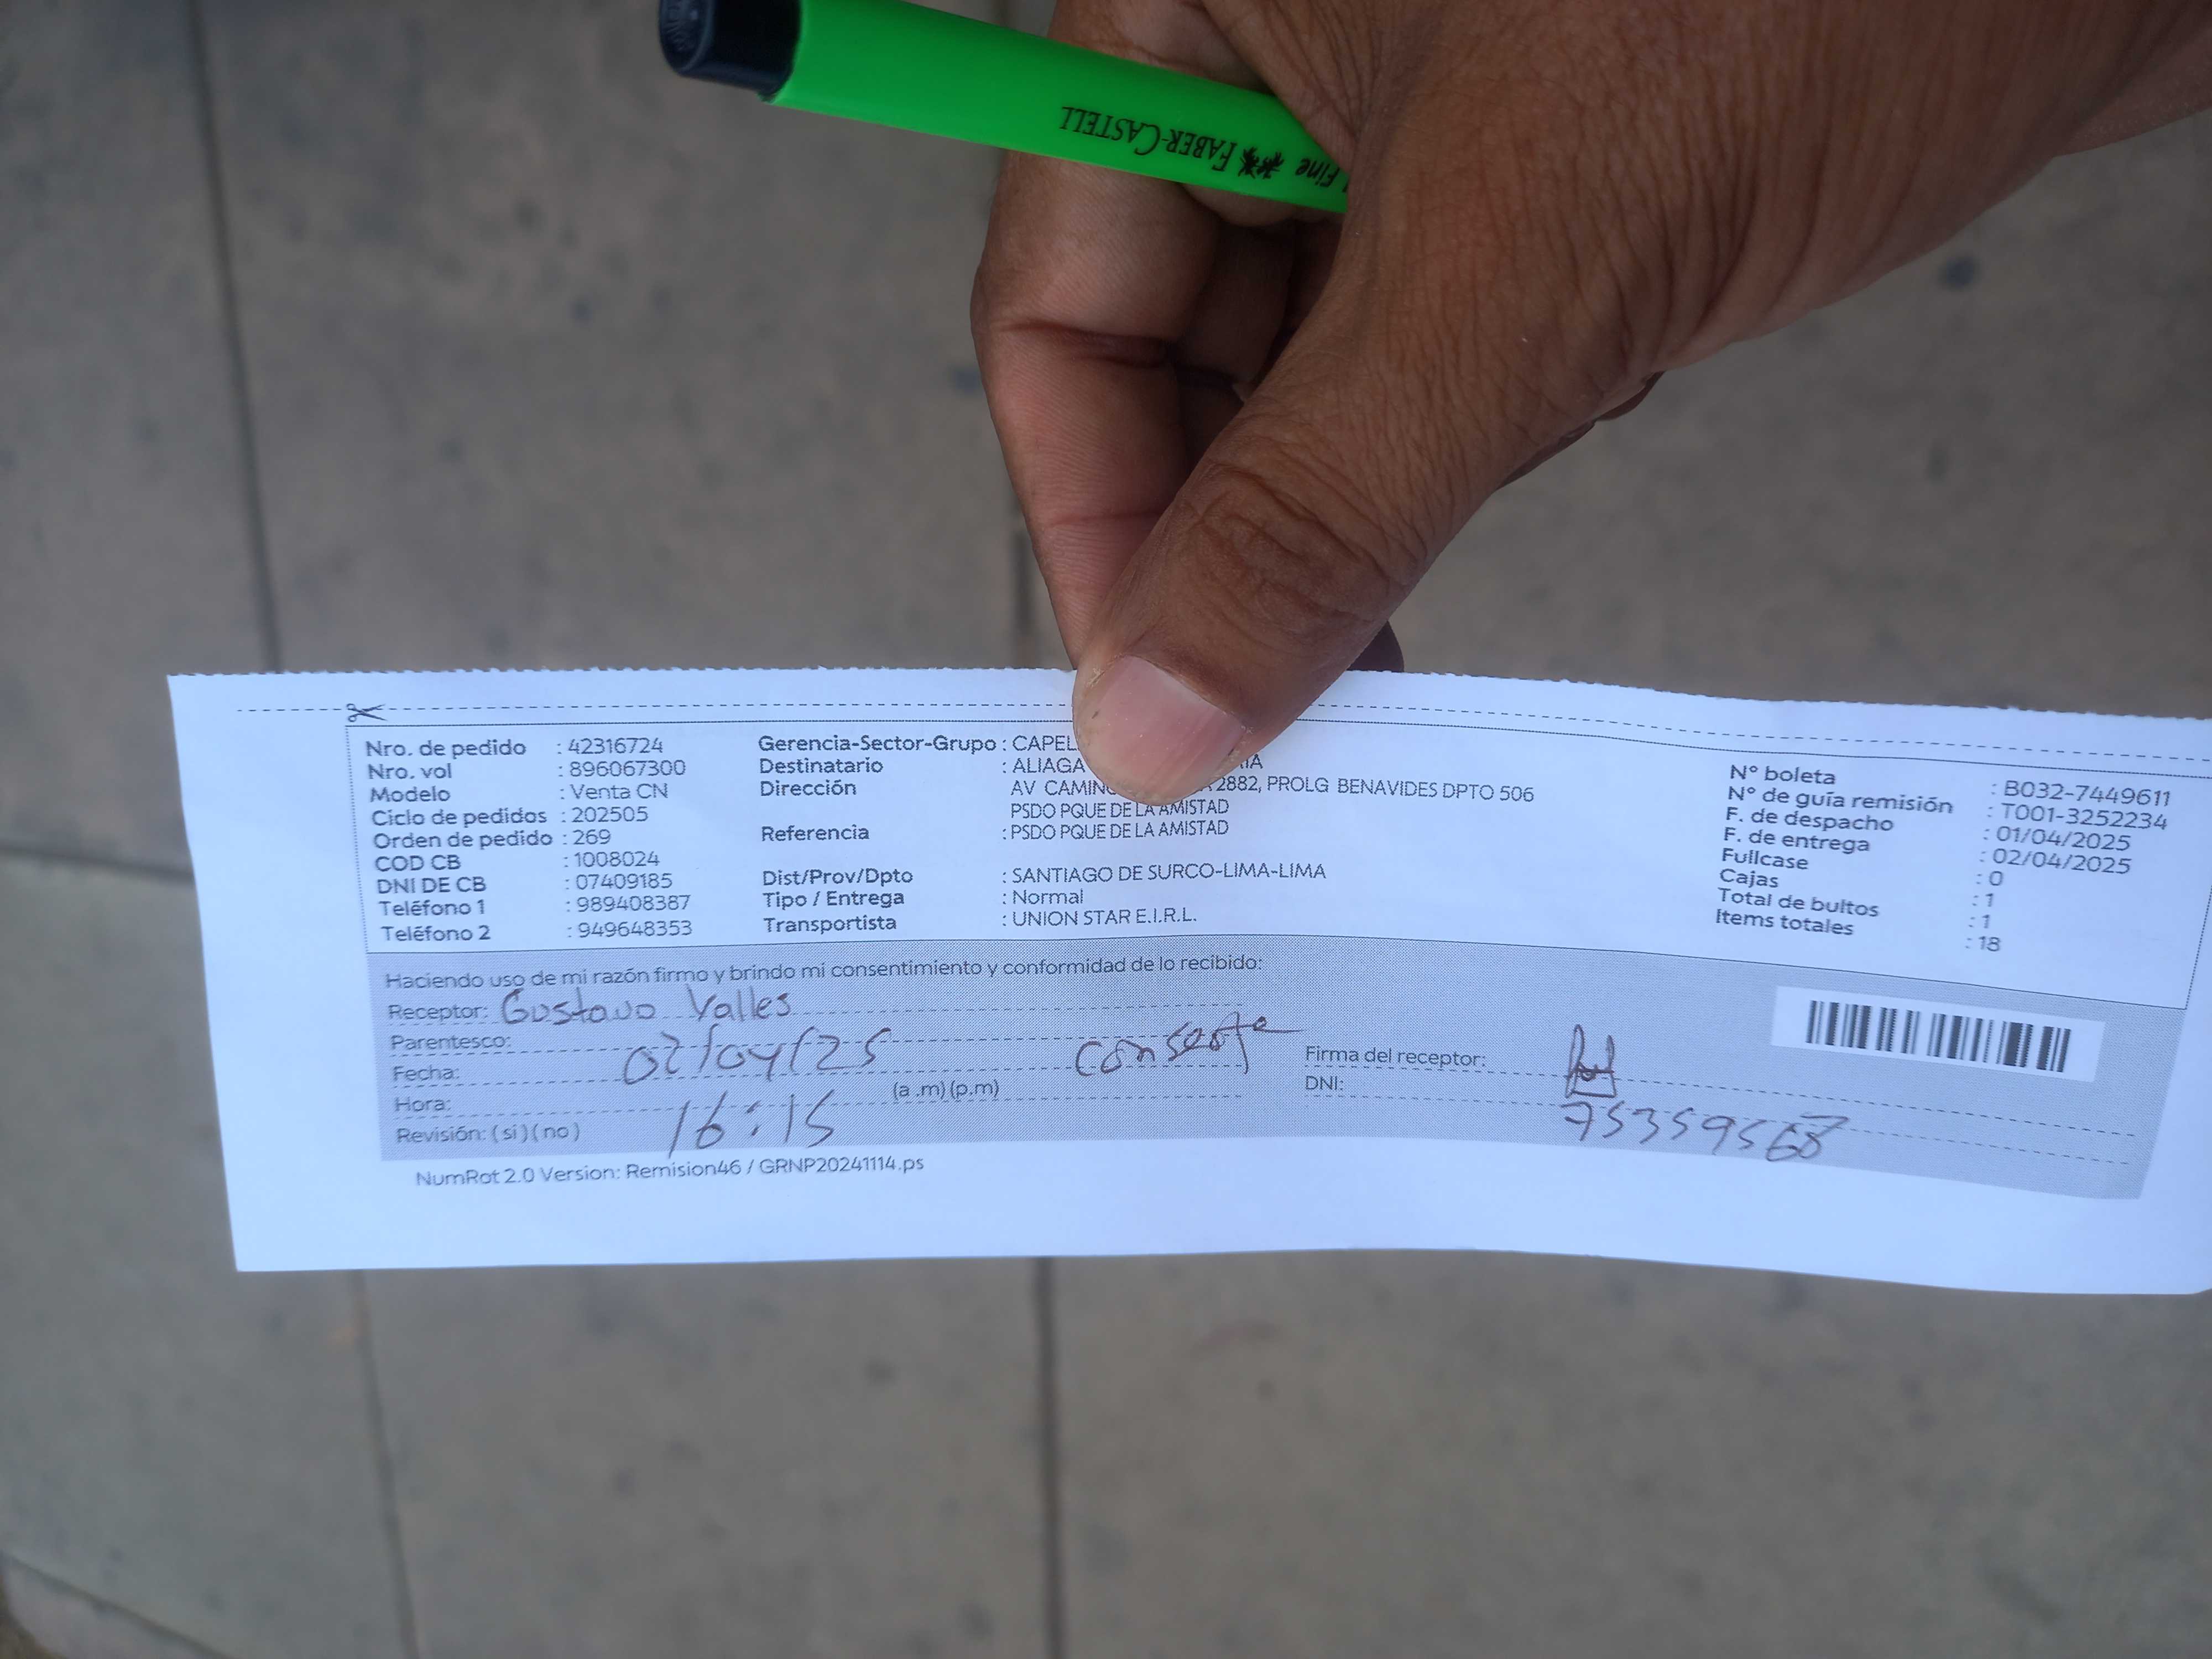 Fine FABER-CASTELL
Nro. de pedido : 42316724
Nro. vol : 896067300
Modelo : Venta CN
Ciclo de pedidos : 202505
Orden de pedido : 269
COD CB : 1008024
DNI DE CB : 07409185
Teléfono 1 : 989408387
Teléfono 2 : 949648353
Gerencia-Sector-Grupo :
Destinatario : ALIAGA
Dirección AV 2882, PROLG BENAVIDES DPTO 506
PSDO PQUE DE LA AMISTAD
Referencia : PSDO PQUE DE LA AMISTAD
Dist/Prov/Dpto : SANTIAGO DE SURCO-LIMA-LIMA
Tipo / Entrega : Normal
Transportista : UNION STAR E.I.R.L.
N° boleta : B032-7449611
N° de guía remisión : T001-3252234
F. de despacho : 01/04/2025
F. de entrega : 02/04/2025
Fullcase : 0
Cajas : 1
Total de bultos : 1
Items totales : 18
Haciendo uso de mi razón firmo y brindo mi consentimiento y conformidad de lo recibido:
Receptor: Gustavo Valles
Parentesco: conserje
Fecha: 02/04/25
Hora: 16:15 (a.m)(p.m)
Revisión: (si)(no)
Firma del receptor:
DNI:
NumRot 2.0 Version: Remision46 / GRNP20241114.ps